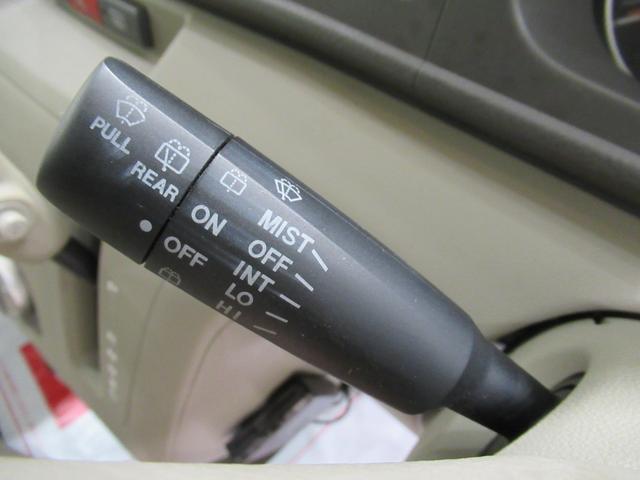 PULL
REAR
ON
OFF
MIST
OFF
INT
LO
HI